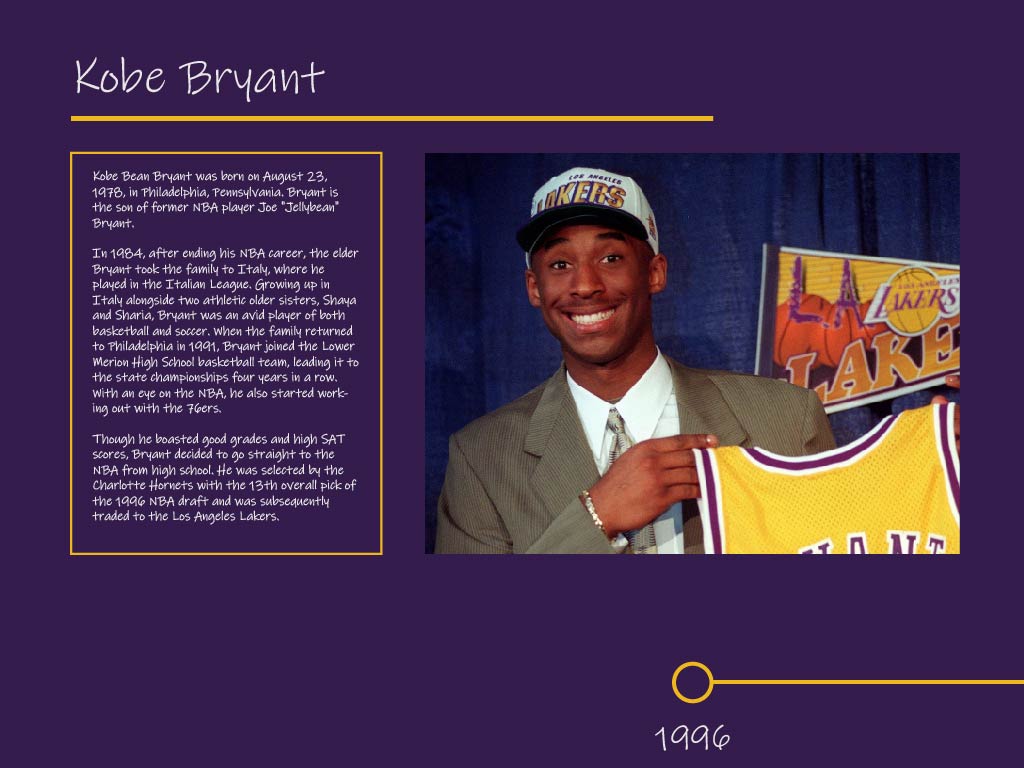 Kobe Bryant
Kobe Bean Bryant was born on August 23,
1978, in Philadelphia, Pennsylvania. Bryant is
the son of former NBA player Joe "Jellybean"
Bryant.
In 1984, after ending his NBA career, the elder
Bryant took the family to Italy, where he
played in the Italian League. Growing up in
Italy alongside two athletic older sisters, Shaya
and Sharia, Bryant was an avid player of both
basketball and soccer. When the family returned
to Philadelphia in 1991, Bryant joined the Lower
Merion High School basketball team, leading it to
the state championships four years in a row.
With an eye on the NBA, he also started work-
ing out with the 76ers.
Though he boasted good grades and high SAT
scores, Bryant decided to go straight to the
NBA from high school. He was selected by the
Charlotte Hornets with the 13th overall pick of
the 1996 NBA draft and was subsequently
traded to the Los Angeles Lakers.
LOS ANGELES
LAKERS
LOS ANGELES
LAKERS
LAKE
YANT
1996